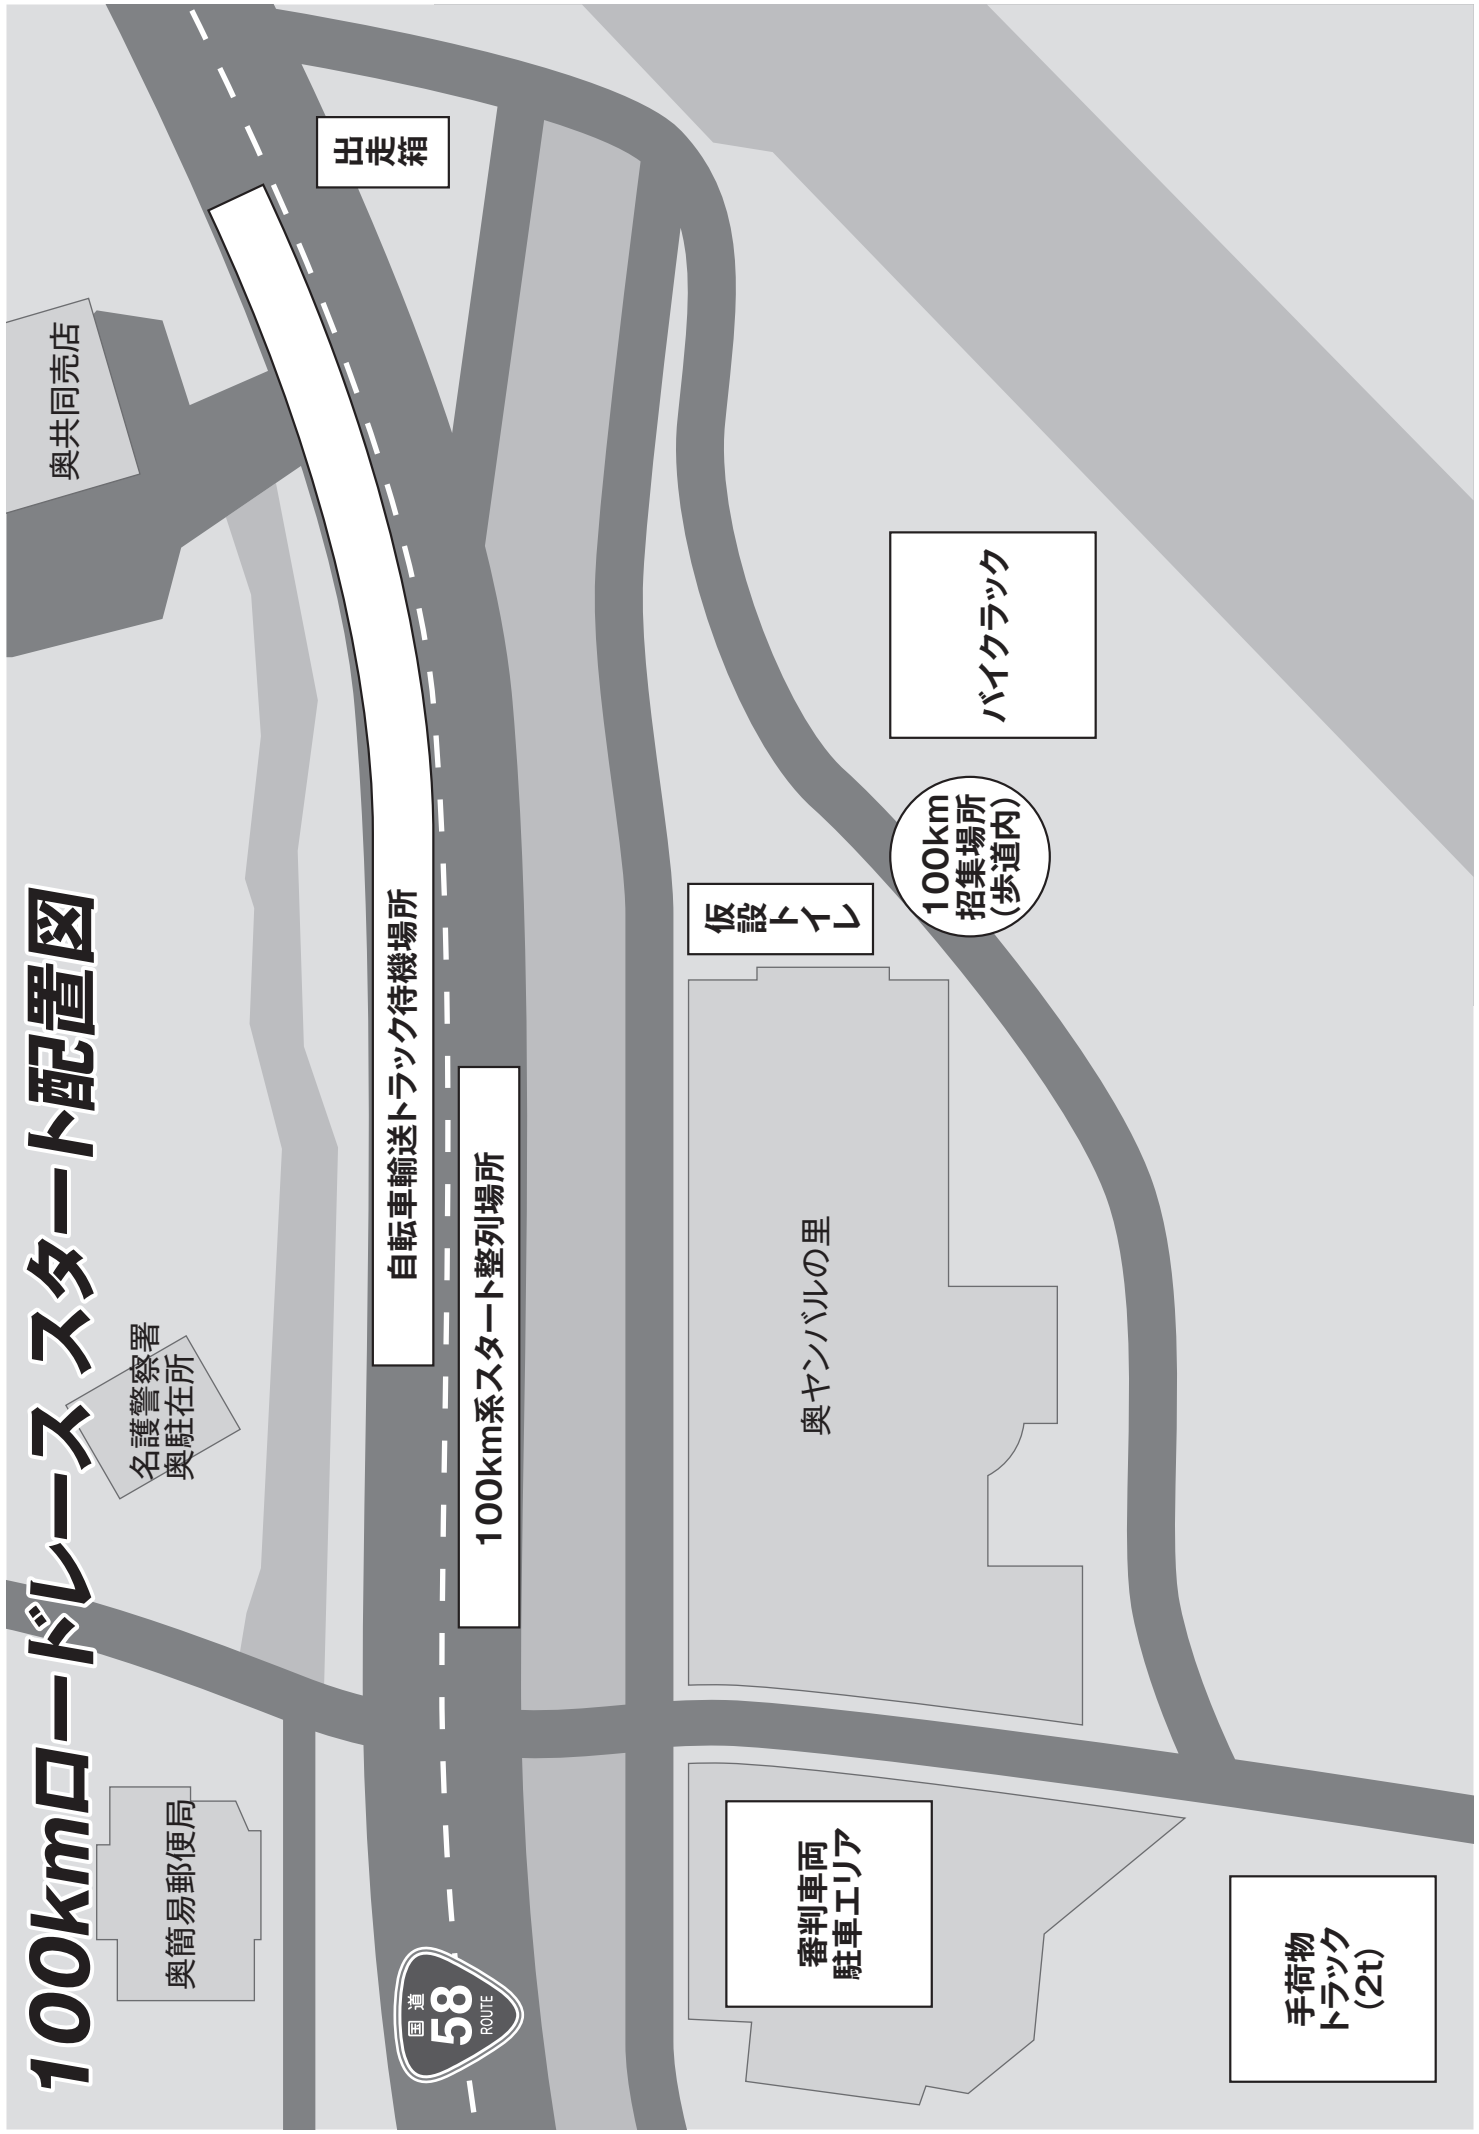 100kmロードレース スタート配置図
奥簡易郵便局
名護警察署
奥駐在所
奥共同売店
出走箱
自転車輸送トラック待機場所
100km系スタート整列場所
国道
58
ROUTE
仮設
トイレ
100km
招集場所
(歩道内)
バイクラック
奥ヤンバルの里
審判車両
駐車エリア
手荷物
トラック
(2t)